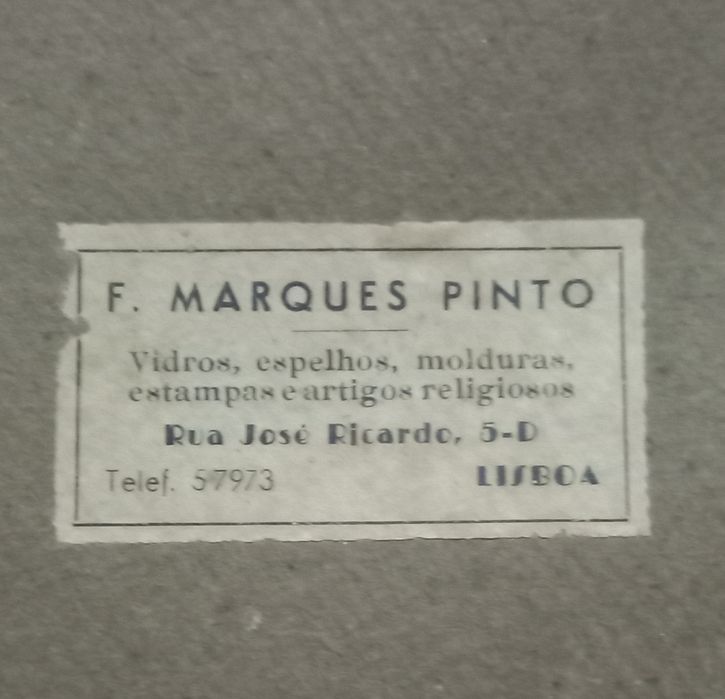 F. MARQUES PINTO
Vidros, espelhos, molduras,
estampas e artigos religiosos
Rua José Ricardo, 5-D
Telef. 57973 LISBOA